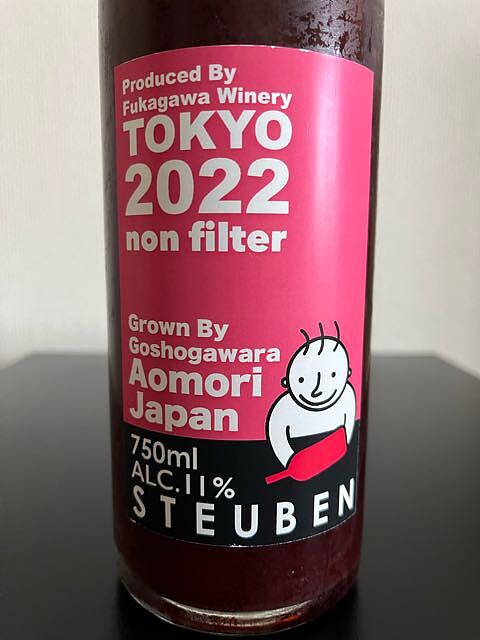 Produced By
Fukagawa Winery
TOKYO
2022
non filter
Grown By
Goshogawara
Aomori
Japan
750ml
ALC.11%
STEUBEN